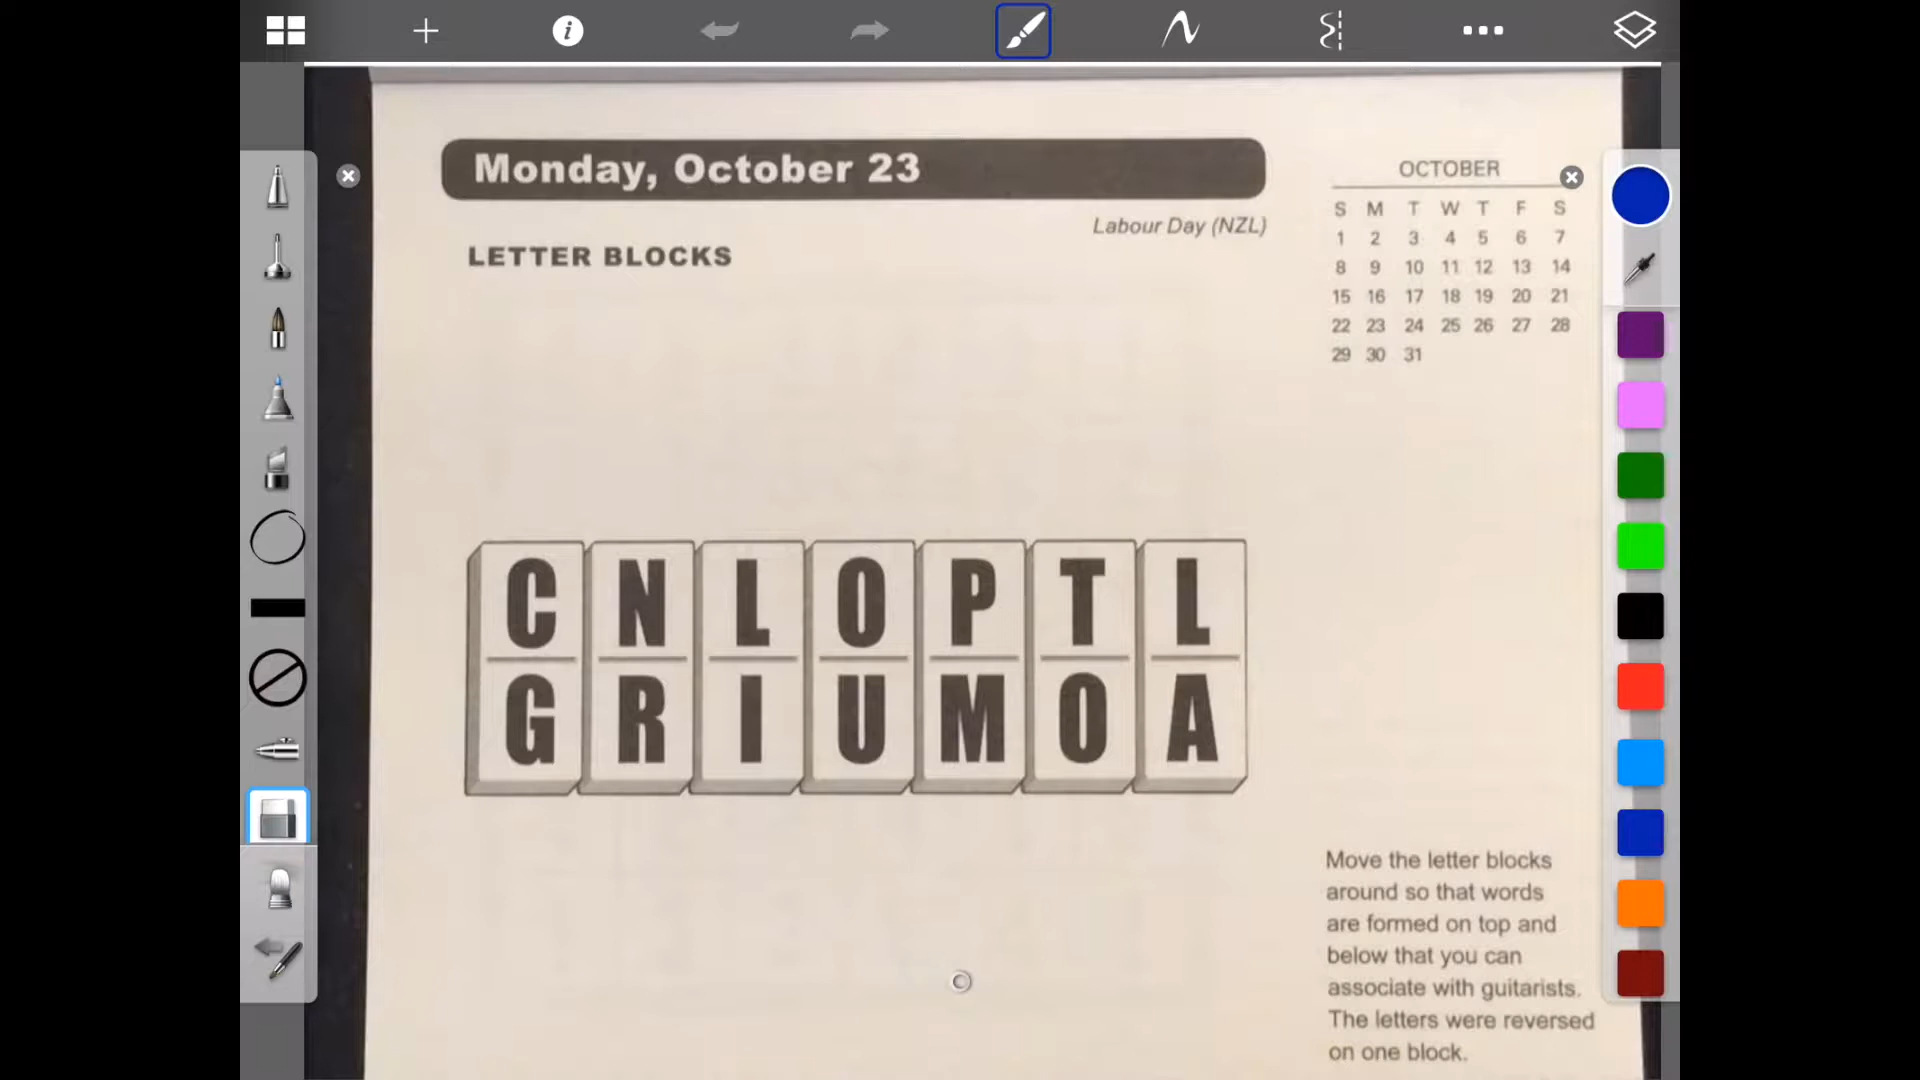 Monday, October 23
Labour Day (NZL)
LETTER BLOCKS
OCTOBER
S M T W T F S
1 2 3 4 5 6 7
8 9 10 11 12 13 14
15 16 17 18 19 20 21
22 23 24 25 26 27 28
29 30 31
C N L O P T L
G R I U M O A
Move the letter blocks
around so that words
are formed on top and
below that you can
associate with guitarists.
The letters were reversed
on one block.